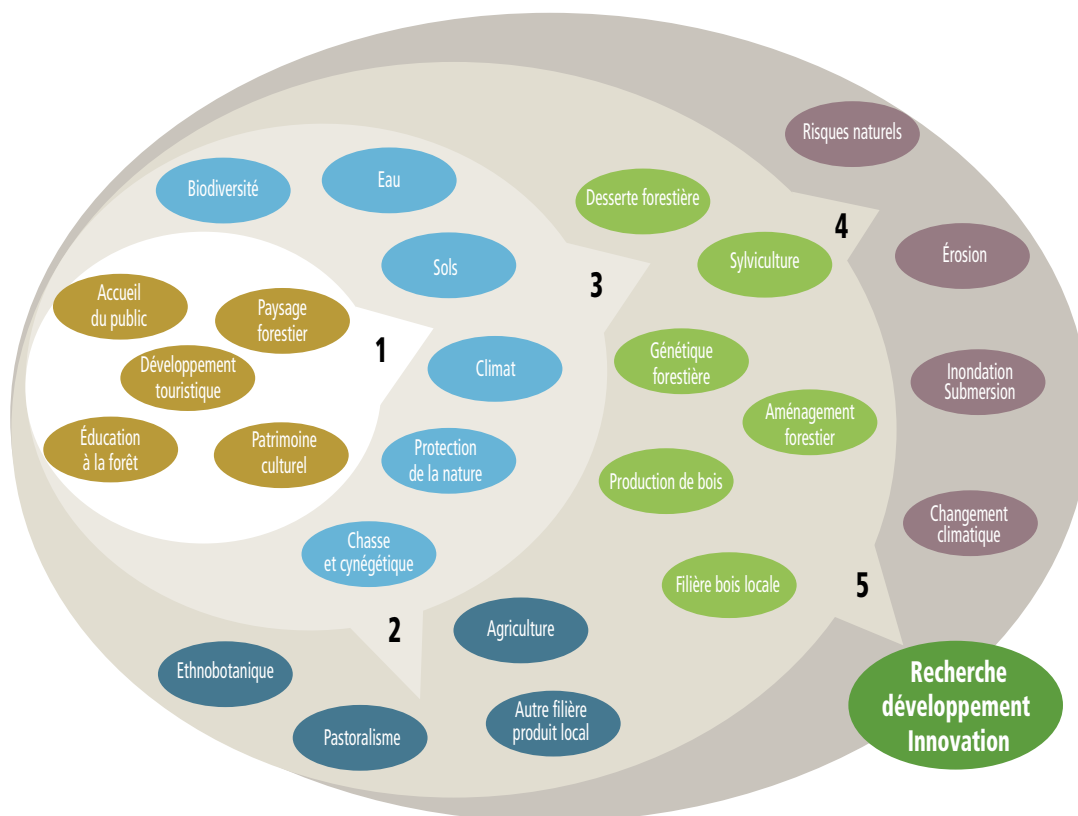 Risques naturels
Biodiversité
Eau
Desserte forestière
4
Érosion
Sols
Sylviculture
3
Accueil
du public
Paysage
forestier
1
Développement
touristique
Climat
Génétique
forestière
Inondation
Submersion
Aménagement
forestier
Éducation
à la forêt
Patrimoine
culturel
Protection
de la nature
Production de bois
Changement
climatique
Chasse
et cynégétique
Filière bois locale
5
2
Agriculture
Ethnobotanique
Pastoralisme
Autre filière
produit local
Recherche
développement
Innovation